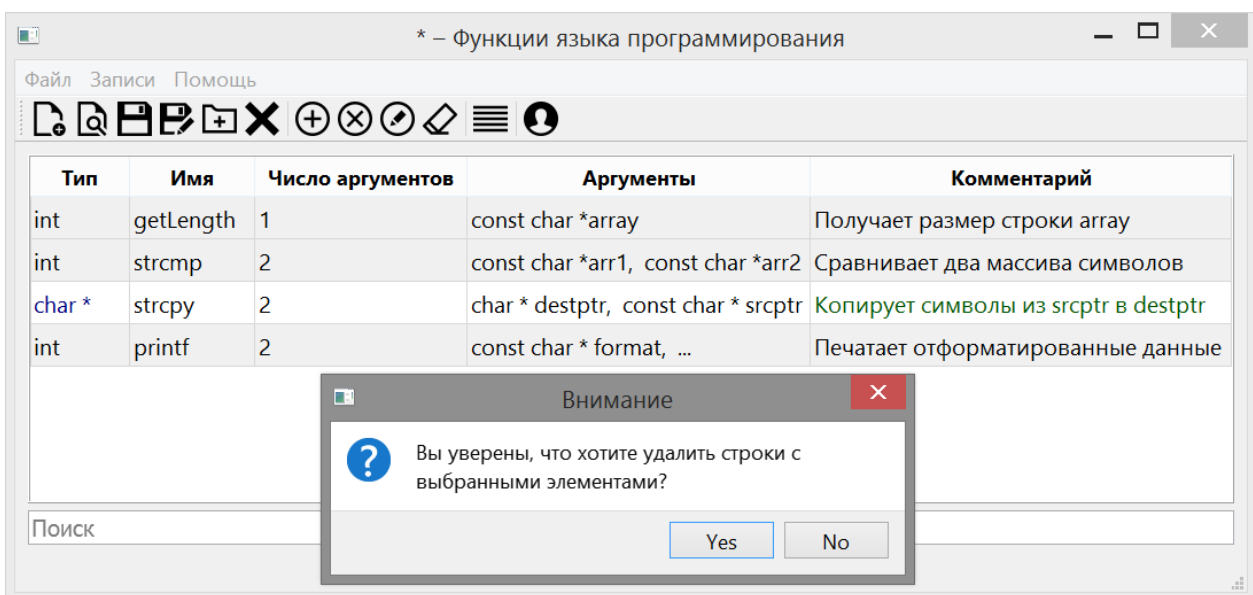 * – Функции языка программирования
Файл Записи Помощь
Тип Имя Число аргументов Аргументы Комментарий
int getLength 1 const char *array Получает размер строки array
int strcmp 2 const char *arr1, const char *arr2 Сравнивает два массива символов
char * strcpy 2 char * destptr, const char * srcptr Копирует символы из srcptr в destptr
int printf 2 const char * format, ... Печатает отформатированные данные
Внимание
Вы уверены, что хотите удалить строки с
выбранными элементами?
Yes No
Поиск